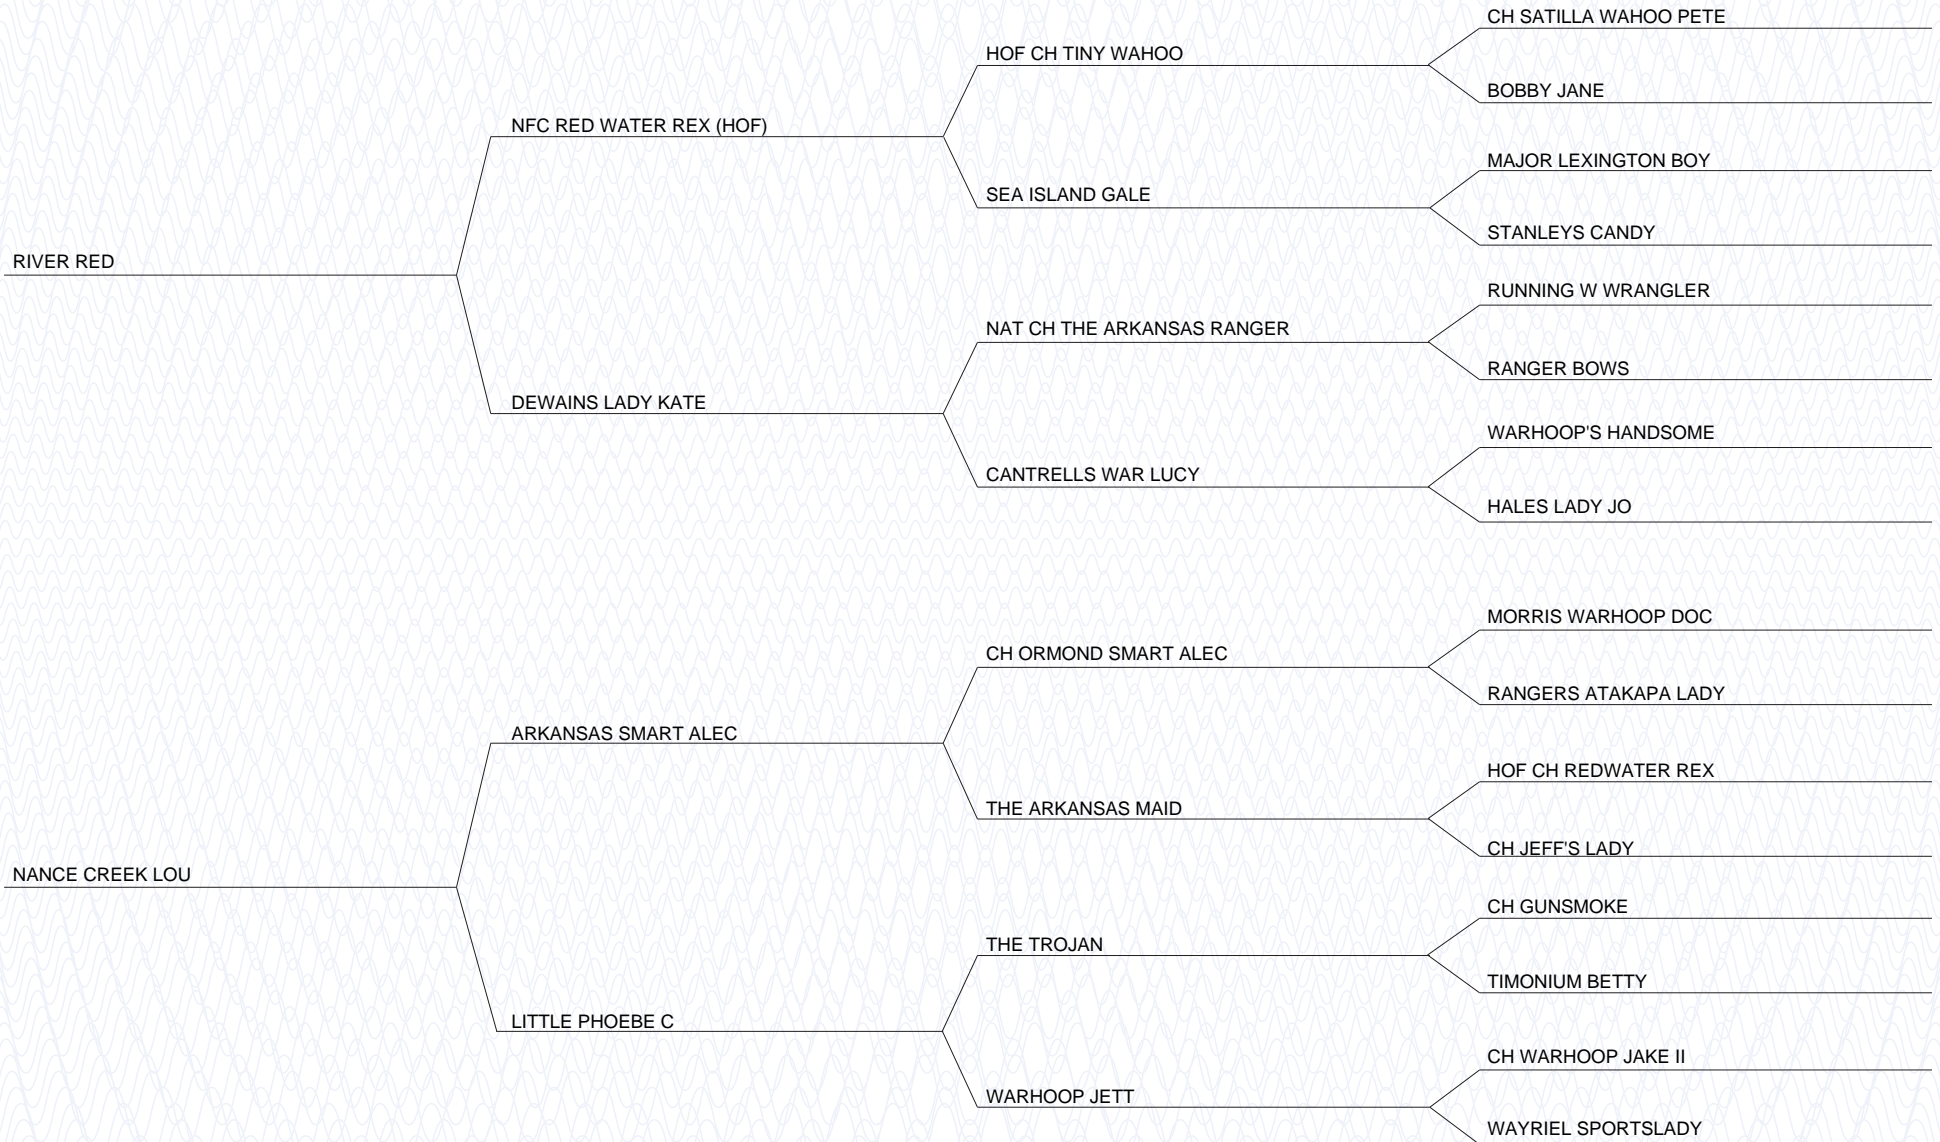 CH SATILLA WAHOO PETE
HOF CH TINY WAHOO
BOBBY JANE
NFC RED WATER REX (HOF)
MAJOR LEXINGTON BOY
SEA ISLAND GALE
STANLEYS CANDY
RIVER RED
RUNNING W WRANGLER
NAT CH THE ARKANSAS RANGER
RANGER BOWS
DEWAINS LADY KATE
WARHOOP'S HANDSOME
CANTRELLS WAR LUCY
HALES LADY JO
MORRIS WARHOOP DOC
CH ORMOND SMART ALEC
RANGERS ATAKAPA LADY
ARKANSAS SMART ALEC
HOF CH REDWATER REX
THE ARKANSAS MAID
CH JEFF'S LADY
NANCE CREEK LOU
CH GUNSMOKE
THE TROJAN
TIMONIUM BETTY
LITTLE PHOEBE C
CH WARHOOP JAKE II
WARHOOP JETT
WAYRIEL SPORTSLADY